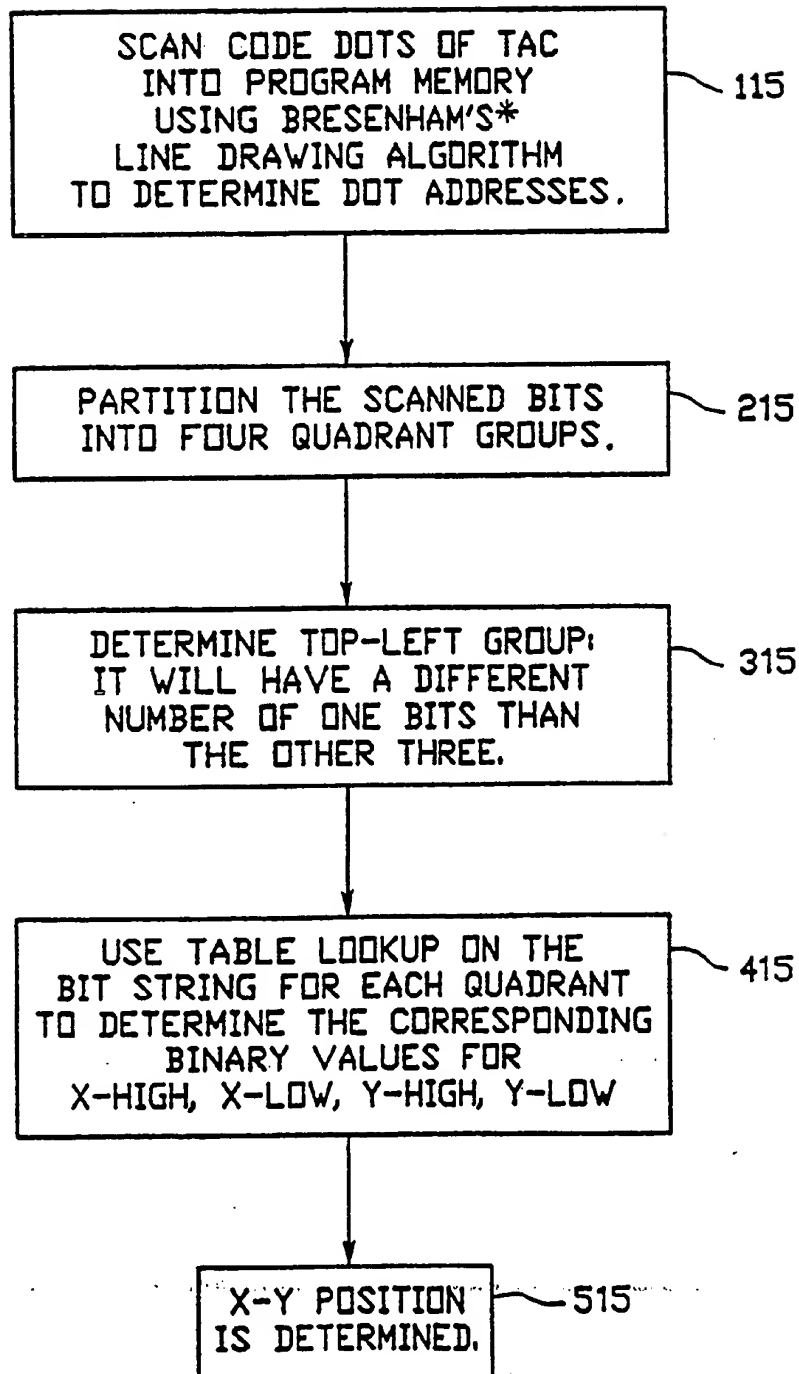 SCAN CODE DOTS OF TAC
INTO PROGRAM MEMORY
USING BRESENHAM'S*
LINE DRAWING ALGORITHM
TO DETERMINE DOT ADDRESSES.
115
PARTITION THE SCANNED BITS
INTO FOUR QUADRANT GROUPS.
215
DETERMINE TOP-LEFT GROUP:
IT WILL HAVE A DIFFERENT
NUMBER OF ONE BITS THAN
THE OTHER THREE.
315
USE TABLE LOOKUP ON THE
BIT STRING FOR EACH QUADRANT
TO DETERMINE THE CORRESPONDING
BINARY VALUES FOR
X-HIGH, X-LOW, Y-HIGH, Y-LOW
415
X-Y POSITION
IS DETERMINED.
515